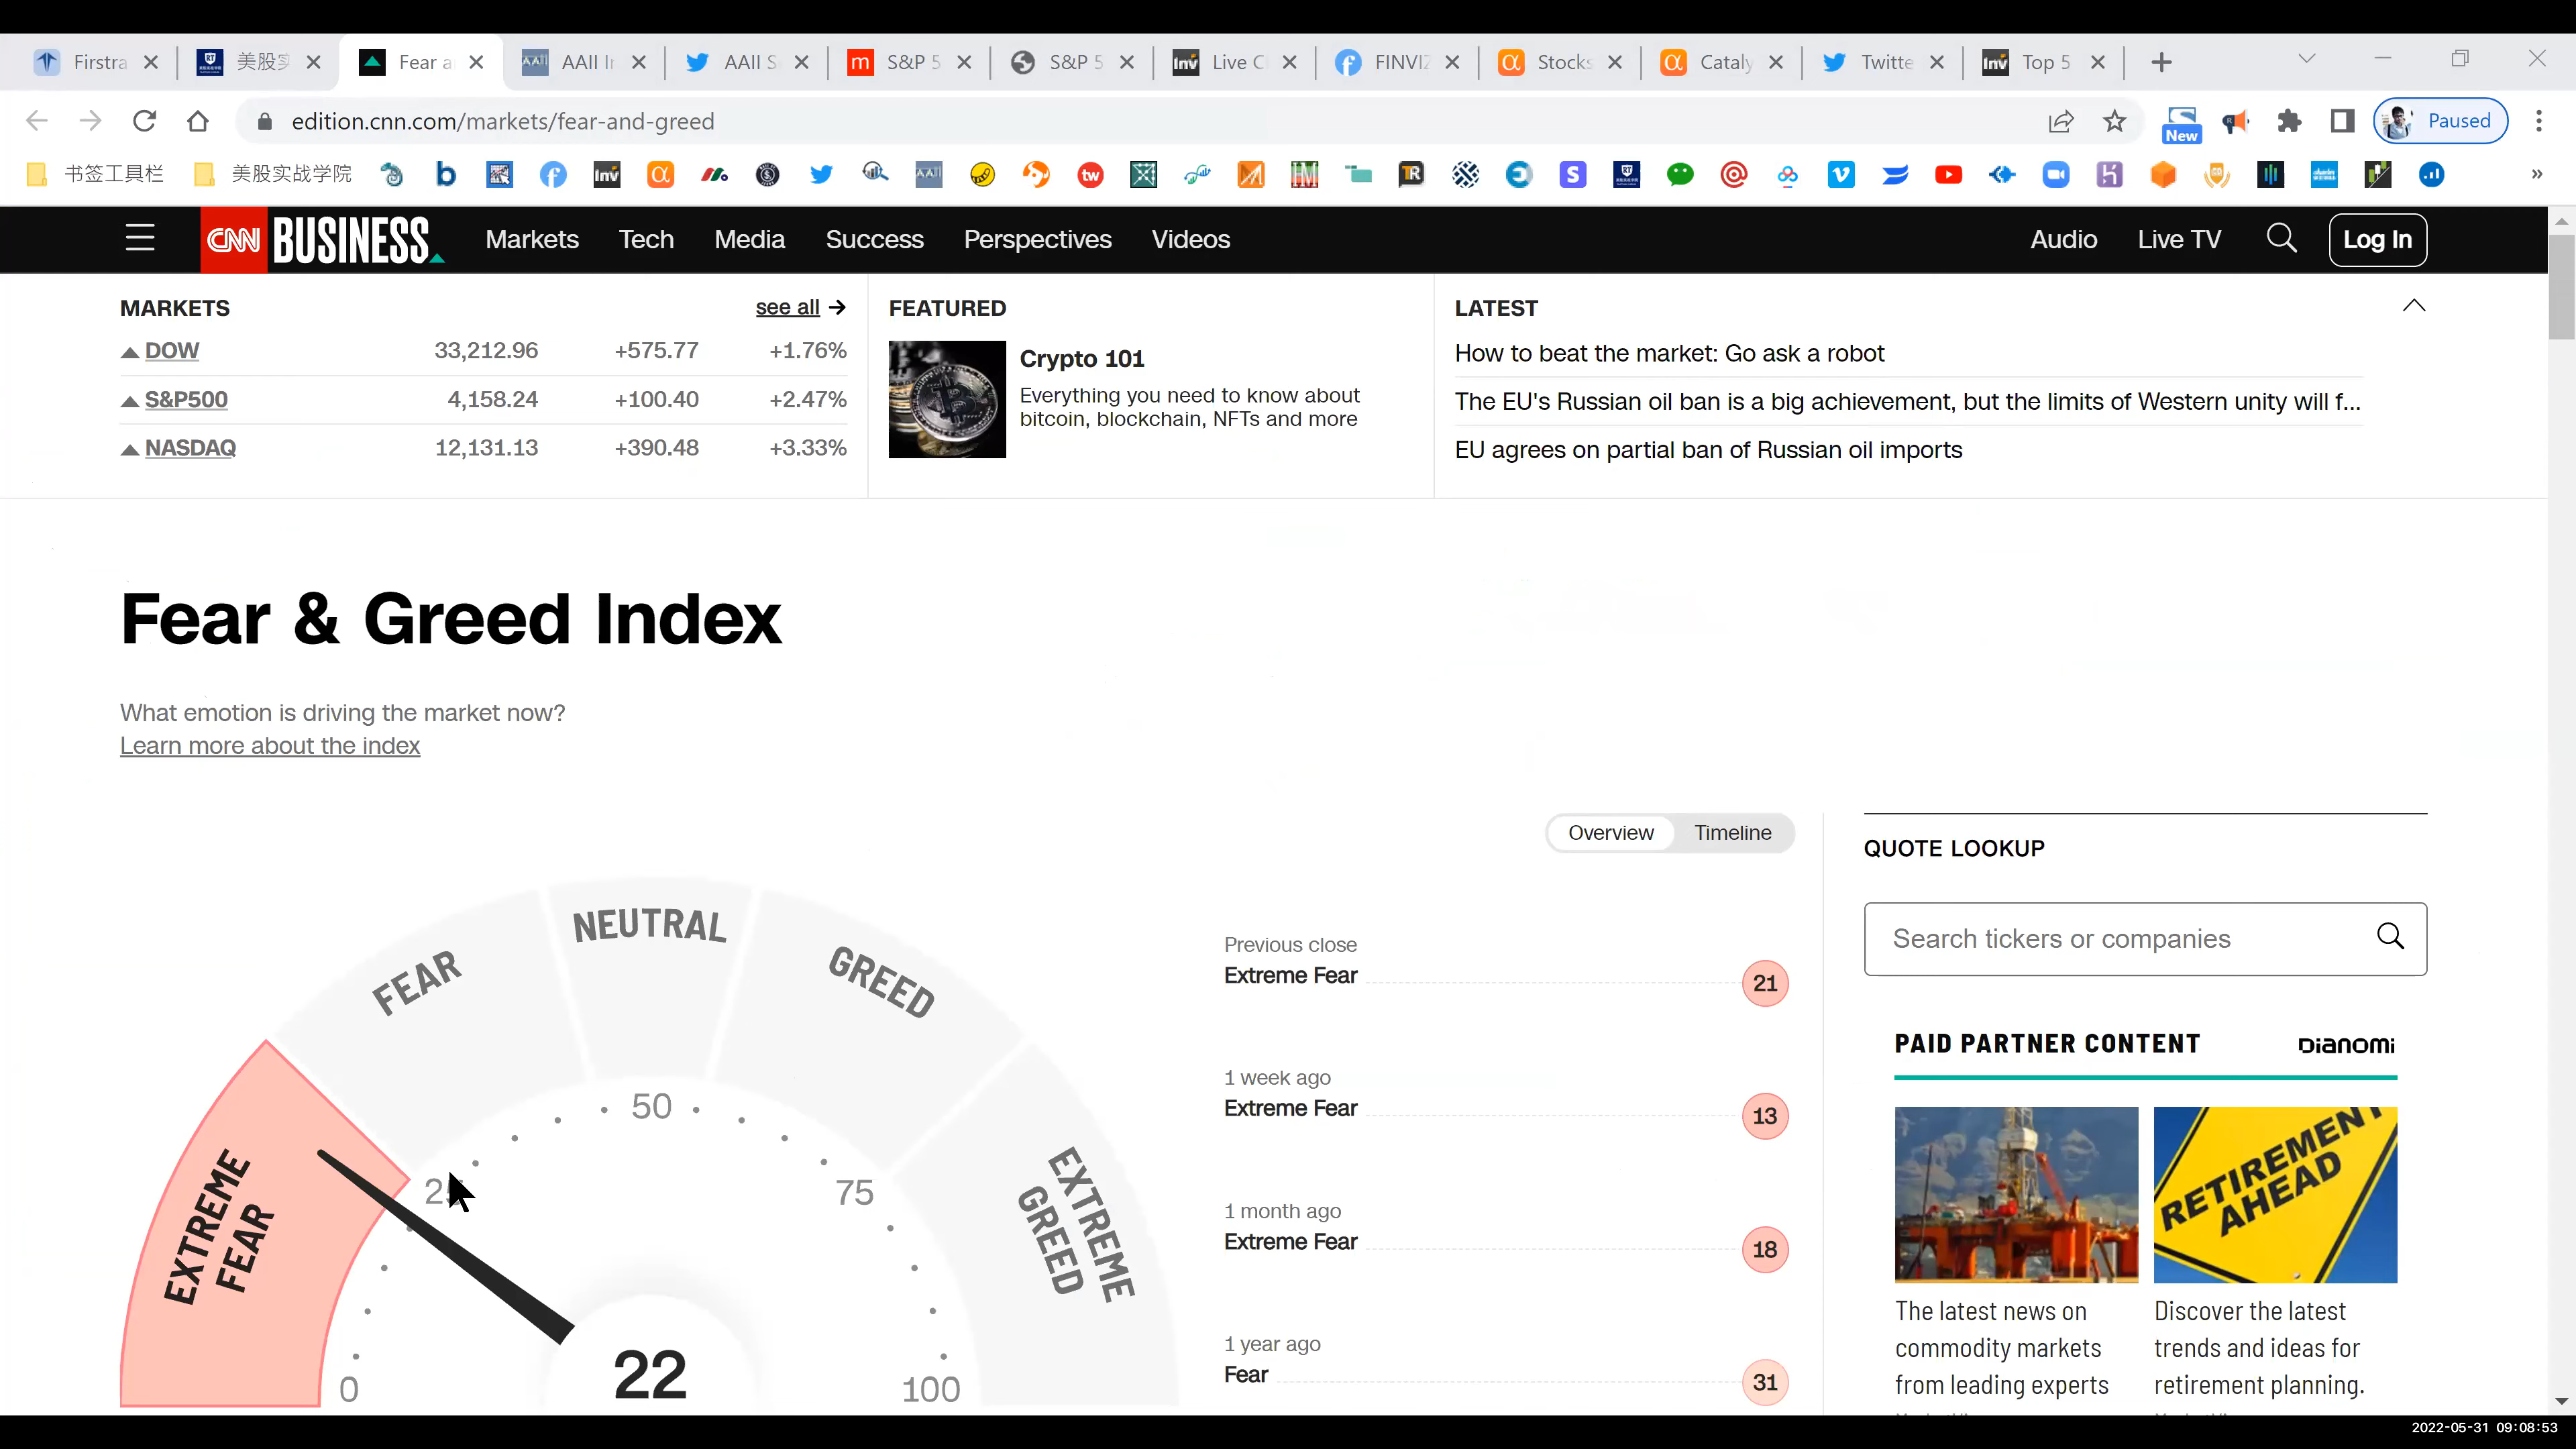 Firstra
美股实
Fear a
AAII In
AAII S
S&P 5
S&P 5
Live C
FINVIZ
Stocks
Cataly
Twitte
Top 5
edition.cnn.com/markets/fear-and-greed
New
Paused
书签工具栏
美股实战学院
CNN BUSINESS
Markets
Tech
Media
Success
Perspectives
Videos
Audio
Live TV
Log In
MARKETS
see all →
DOW 33,212.96 +575.77 +1.76%
S&P500 4,158.24 +100.40 +2.47%
NASDAQ 12,131.13 +390.48 +3.33%
FEATURED
Crypto 101
Everything you need to know about
bitcoin, blockchain, NFTs and more
LATEST
How to beat the market: Go ask a robot
The EU's Russian oil ban is a big achievement, but the limits of Western unity will f...
EU agrees on partial ban of Russian oil imports
Fear & Greed Index
What emotion is driving the market now?
Learn more about the index
Overview
Timeline
EXTREME
FEAR
FEAR
NEUTRAL
GREED
EXTREME
GREED
0
25
50
75
100
22
Previous close
Extreme Fear 21
1 week ago
Extreme Fear 13
1 month ago
Extreme Fear 18
1 year ago
Fear 31
QUOTE LOOKUP
Search tickers or companies
PAID PARTNER CONTENT
DIANOMI
RETIREMENT
AHEAD
The latest news on
commodity markets
from leading experts
Discover the latest
trends and ideas for
retirement planning.
2022-05-31 09:08:53